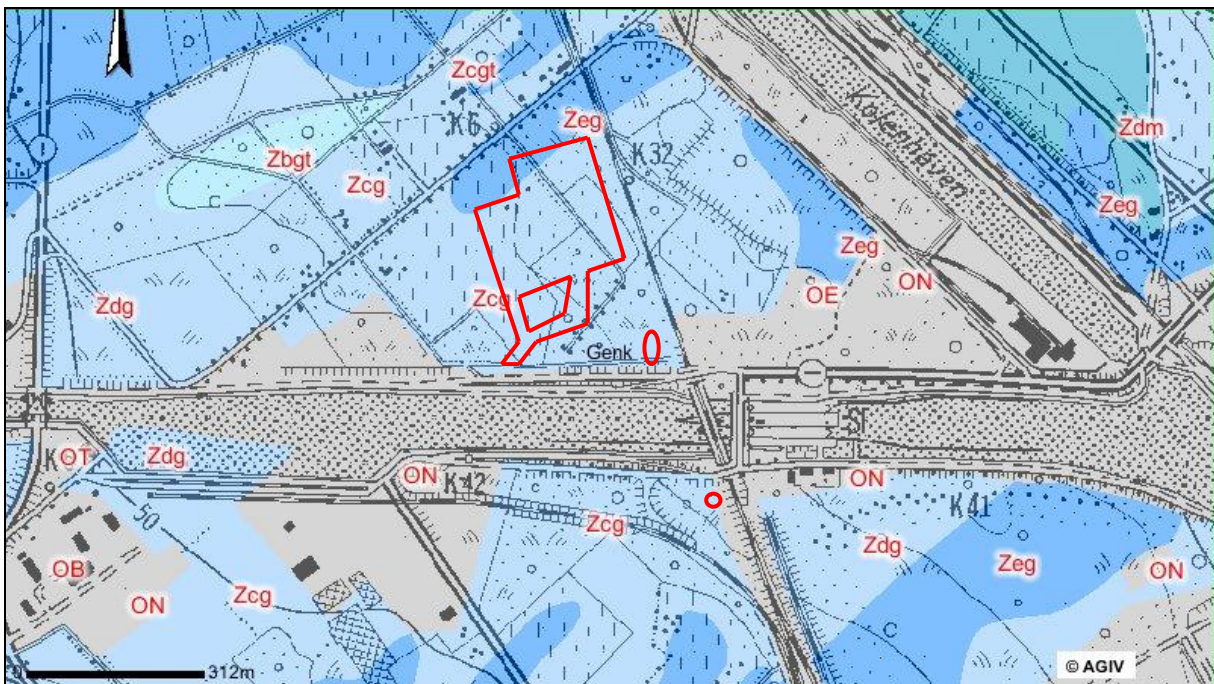 Zcgt
Kolenhaven
Zeg
K6
K32
Zdm
Zbgt
Zcg
Zeg
Zeg
ON
OE
Zdg
Zcg
Genk
ST
OT
Zdg
ON
K42
ON
K41
50
Zcg
Zdg
Zeg
OB
ON
Zcg
ON
0
312m
© AGIV